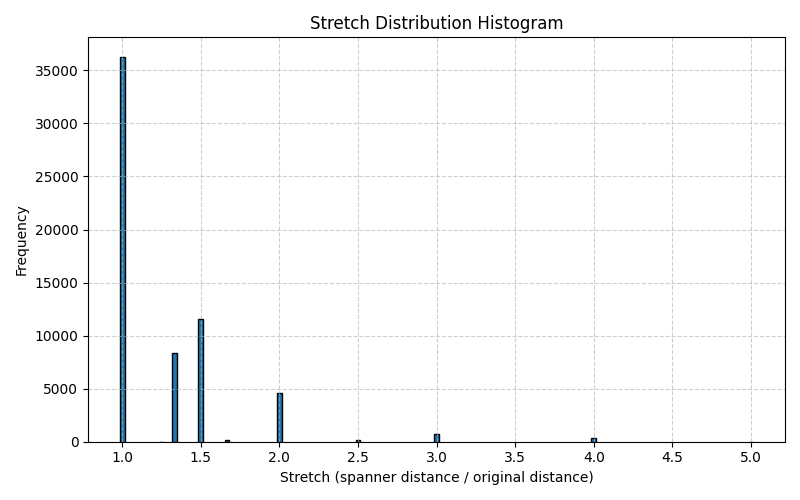 Stretch Distribution Histogram
Frequency
35000
30000
25000
20000
15000
10000
5000
0
1.0 1.5 2.0 2.5 3.0 3.5 4.0 4.5 5.0
Stretch (spanner distance / original distance)